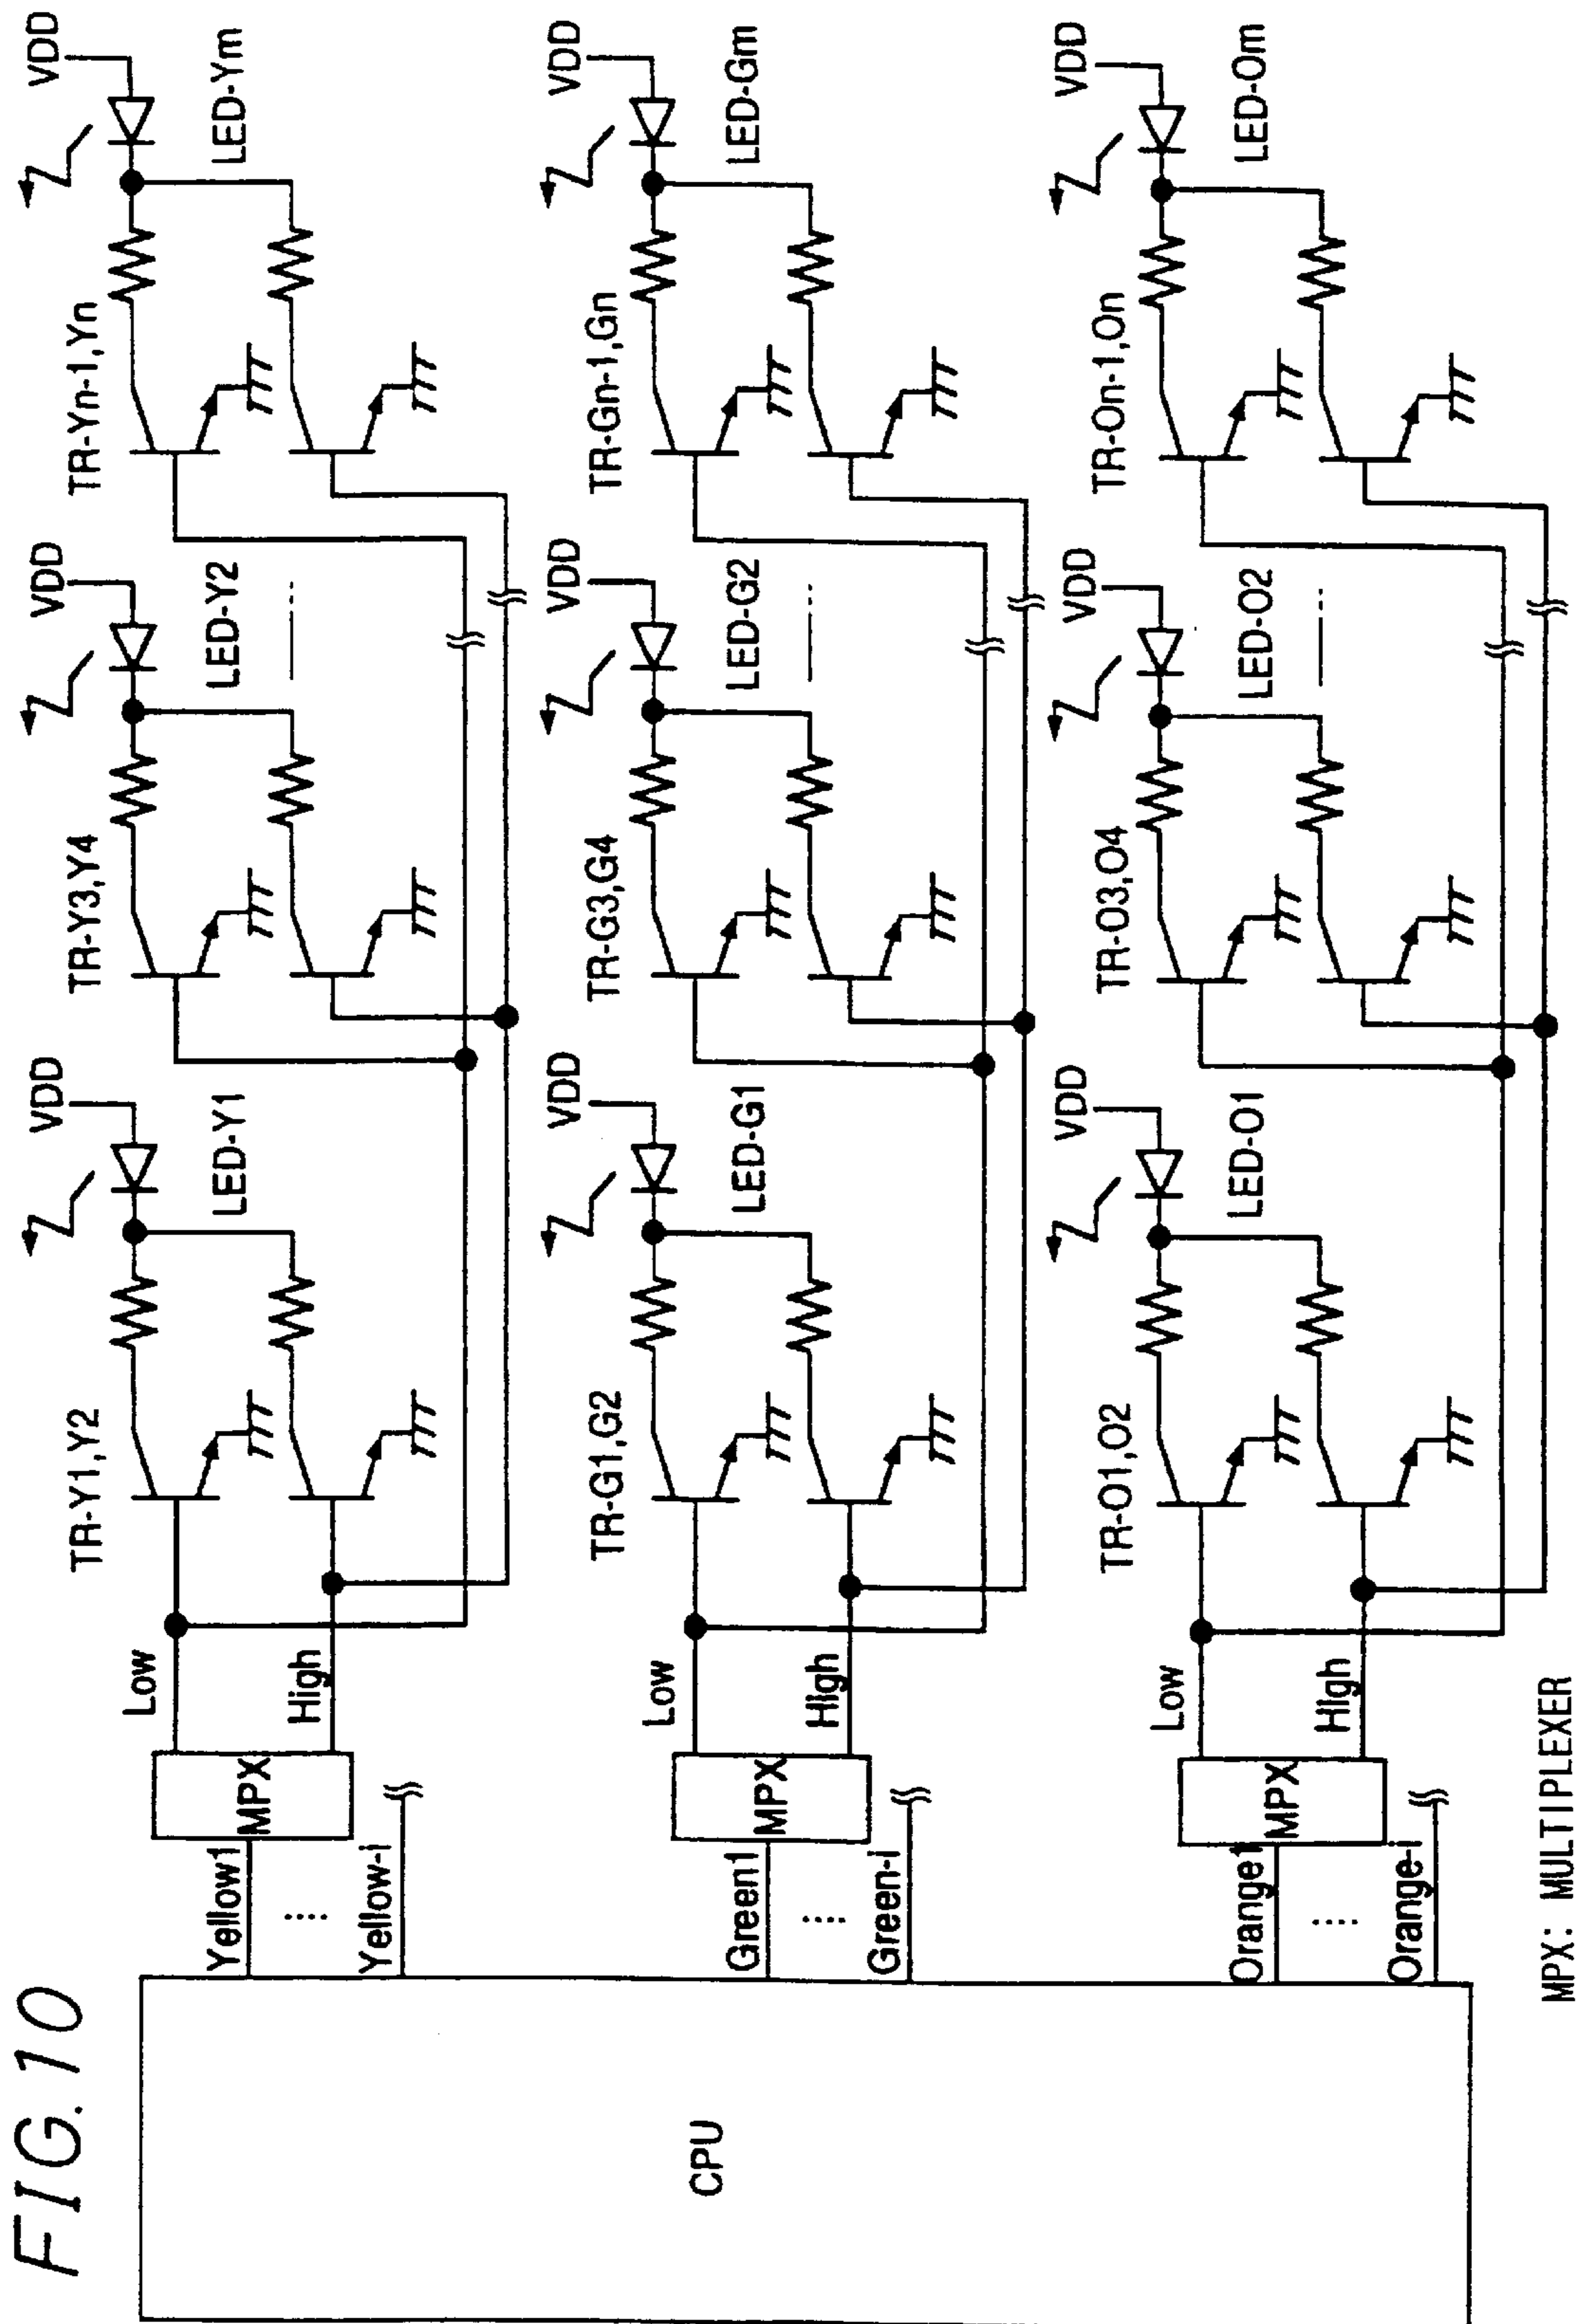 FIG.10
CPU
Yellow1
Yellow-i
MPX
Low
High
TR-Y1,Y2
LED-Y1
VDD
TR-Y3,Y4
LED-Y2
VDD
TR-Yn-1,Yn
LED-Ym
VDD
Green1
Green-i
MPX
Low
High
TR-G1,G2
LED-G1
VDD
TR-G3,G4
LED-G2
VDD
TR-Gn-1,Gn
LED-Gm
VDD
Orange1
Orange-i
MPX
Low
High
TR-O1,O2
LED-O1
VDD
TR-O3,O4
LED-O2
VDD
TR-On-1,On
LED-Om
VDD
MPX: MULTIPLEXER